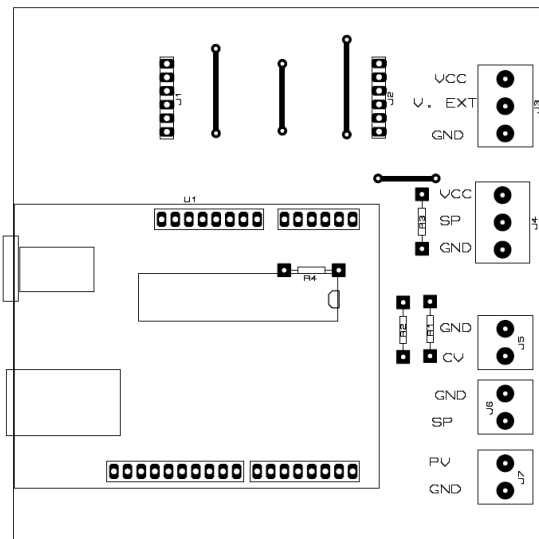 VCC
J1
J2
V. EXT
J3
GND
U1
VCC
R3
SP
J4
GND
R4
GND
R2
R1
J5
CV
GND
J6
SP
PV
J7
GND